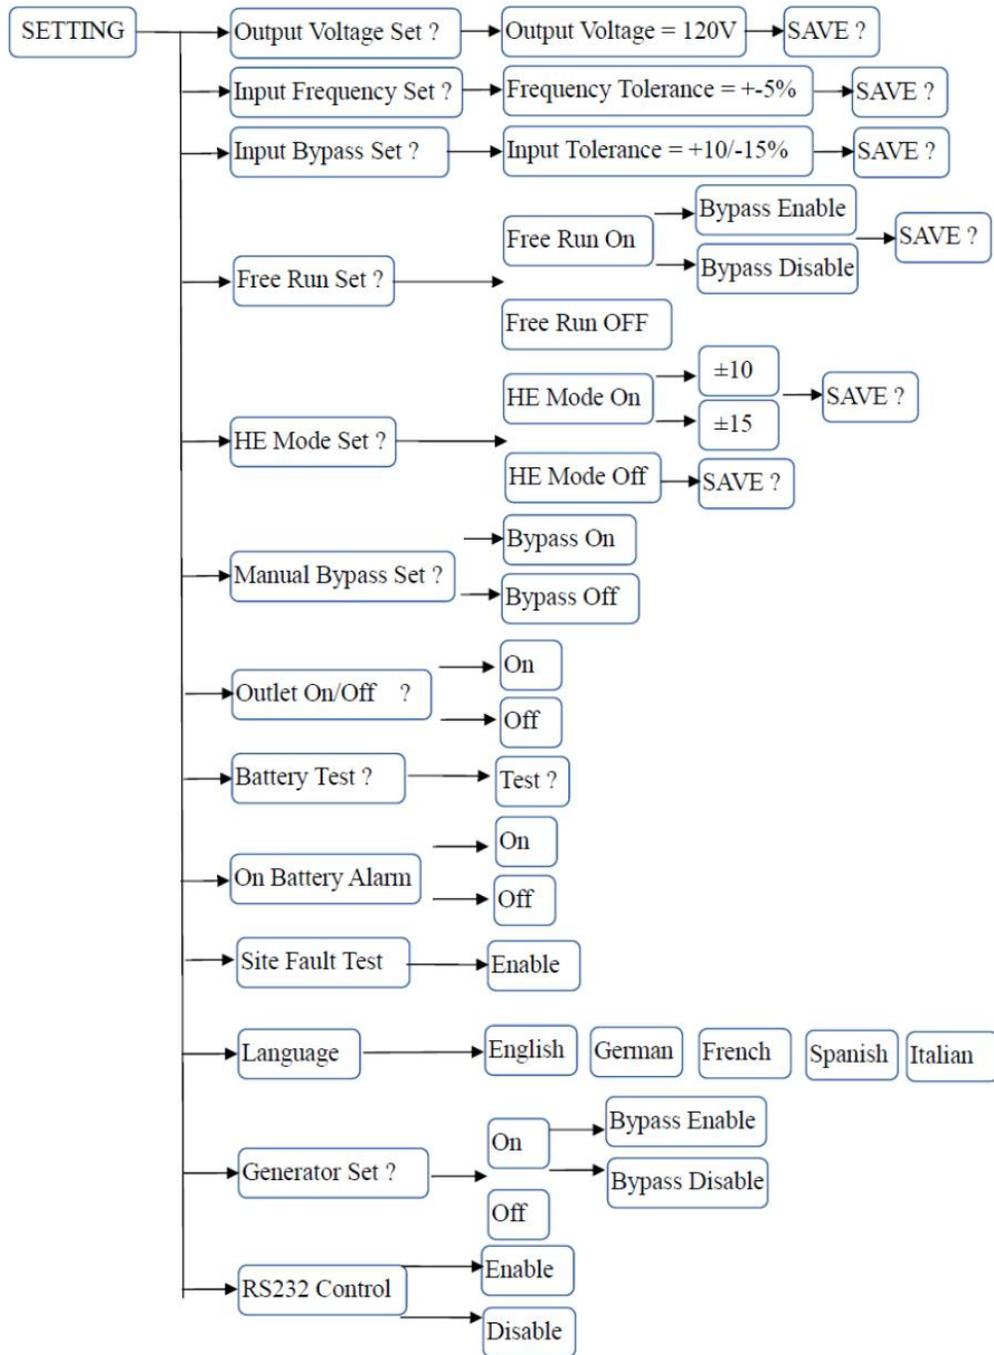 SETTING
Output Voltage Set ?
Output Voltage = 120V
SAVE ?
Input Frequency Set ?
Frequency Tolerance = +-5%
SAVE ?
Input Bypass Set ?
Input Tolerance = +10/-15%
SAVE ?
Free Run Set ?
Free Run On
Bypass Enable
Bypass Disable
SAVE ?
Free Run OFF
HE Mode Set ?
HE Mode On
±10
±15
SAVE ?
HE Mode Off
SAVE ?
Manual Bypass Set ?
Bypass On
Bypass Off
Outlet On/Off ?
On
Off
Battery Test ?
Test ?
On Battery Alarm
On
Off
Site Fault Test
Enable
Language
English
German
French
Spanish
Italian
Generator Set ?
On
Bypass Enable
Bypass Disable
Off
RS232 Control
Enable
Disable